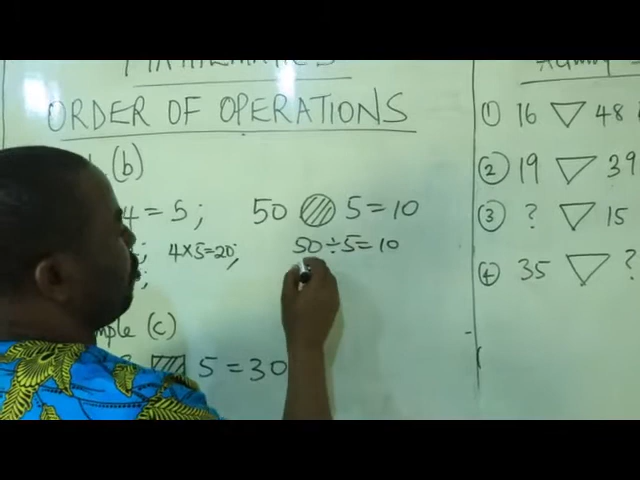 MATHEMATICS
ORDER OF OPERATIONS
(b)
4 = 5; 50 5 = 10
4×5=20; 50÷5=10
(c)
5 = 30
① 16 ▽ 48
② 19 ▽ 39
③ ? ▽ 15
④ 35 ▽ ?